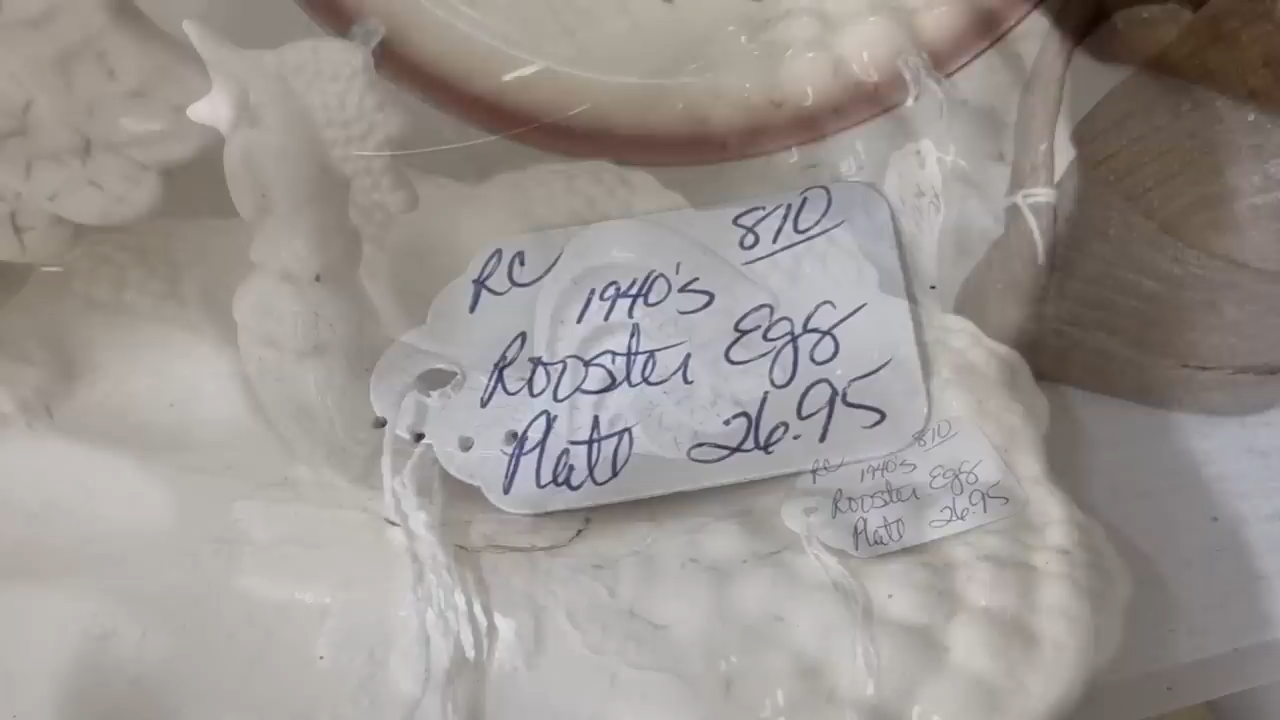 RC 810
1940's
Rooster Egg
Plate 26.95
RC 1940's 810
Rooster Egg
Plate 26.95